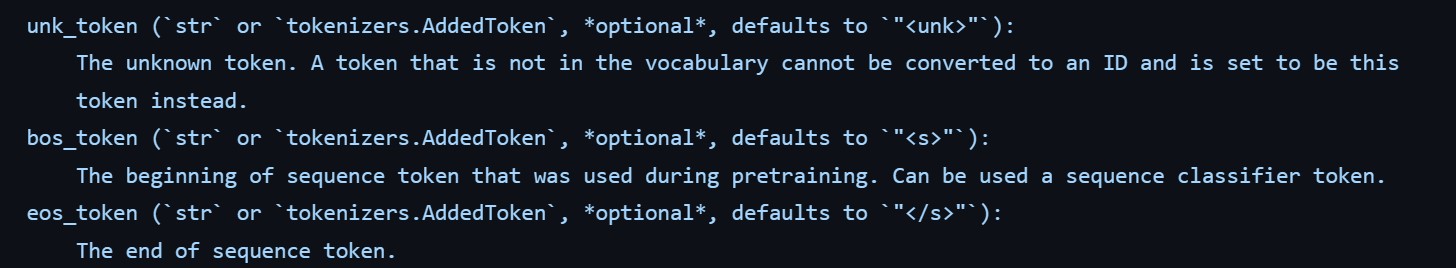 unk_token (`str` or `tokenizers.AddedToken`, *optional*, defaults to `"<unk>"`):
The unknown token. A token that is not in the vocabulary cannot be converted to an ID and is set to be this
token instead.
bos_token (`str` or `tokenizers.AddedToken`, *optional*, defaults to `"<s>"`):
The beginning of sequence token that was used during pretraining. Can be used a sequence classifier token.
eos_token (`str` or `tokenizers.AddedToken`, *optional*, defaults to `"</s>"`):
The end of sequence token.